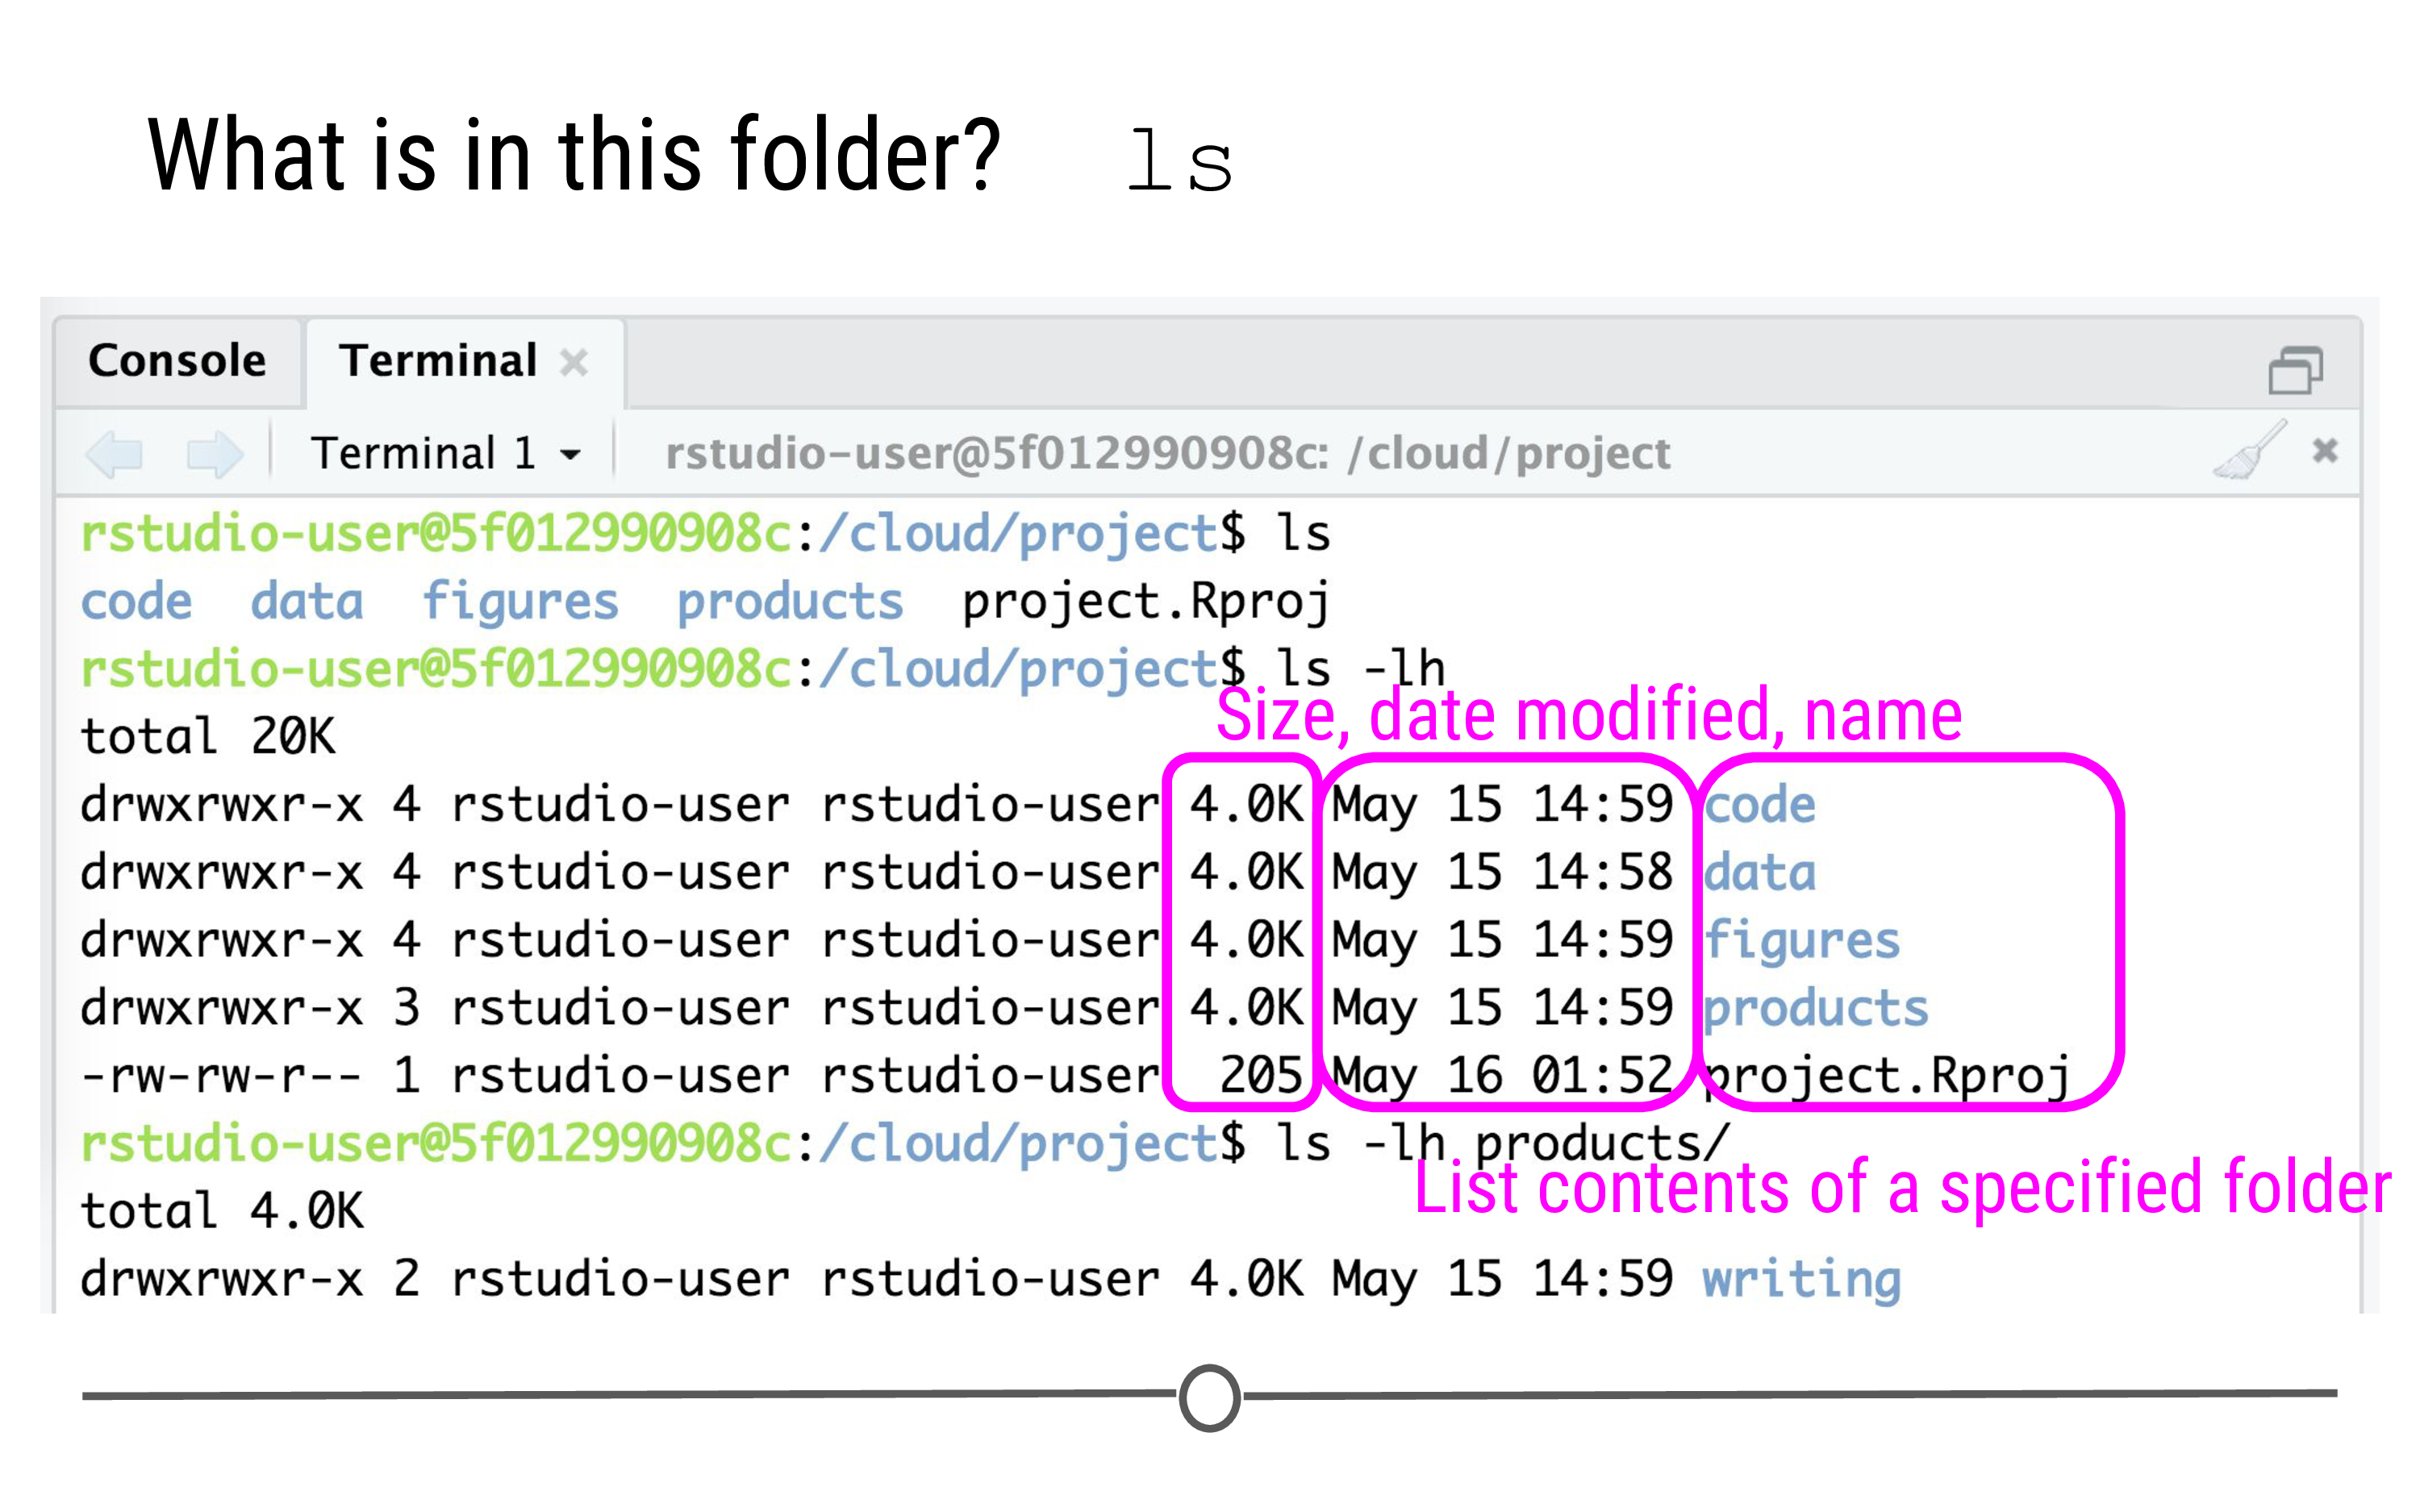 What is in this folder? ls
Console Terminal
Terminal 1 rstudio-user@5f012990908c: /cloud/project
rstudio-user@5f012990908c:/cloud/project$ ls
code data figures products project.Rproj
rstudio-user@5f012990908c:/cloud/project$ ls -lh
Size, date modified, name
total 20K
drwxrwxr-x 4 rstudio-user rstudio-user 4.0K May 15 14:59 code
drwxrwxr-x 4 rstudio-user rstudio-user 4.0K May 15 14:58 data
drwxrwxr-x 4 rstudio-user rstudio-user 4.0K May 15 14:59 figures
drwxrwxr-x 3 rstudio-user rstudio-user 4.0K May 15 14:59 products
-rw-rw-r-- 1 rstudio-user rstudio-user 205 May 16 01:52 project.Rproj
rstudio-user@5f012990908c:/cloud/project$ ls -lh products/
List contents of a specified folder
total 4.0K
drwxrwxr-x 2 rstudio-user rstudio-user 4.0K May 15 14:59 writing